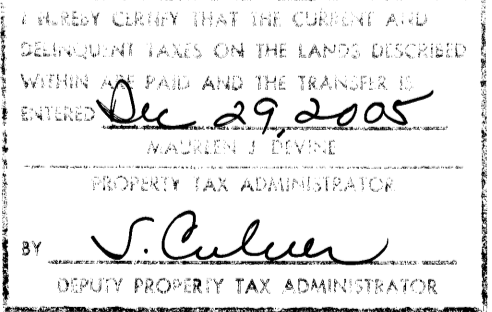 I HEREBY CERTIFY THAT THE CURRENT AND
DELINQUENT TAXES ON THE LANDS DESCRIBED
WITHIN ARE PAID AND THE TRANSFER IS
ENTERED Dec 29, 2005
MAUREEN J. DEVINE
PROPERTY TAX ADMINISTRATOR
BY S. Culver
DEPUTY PROPERTY TAX ADMINISTRATOR